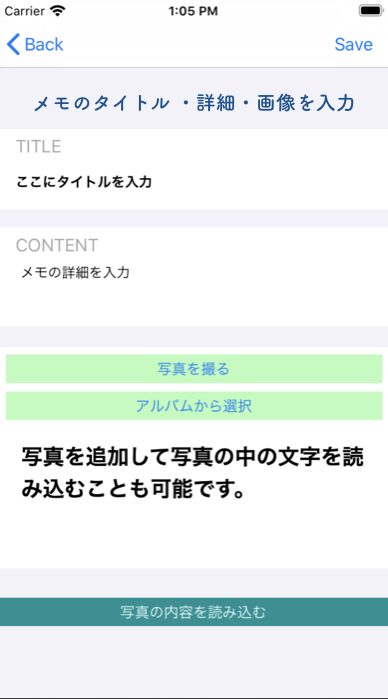 Carrier 1:05 PM
Back Save
メモのタイトル ・詳細・画像を入力
TITLE
ここにタイトルを入力
CONTENT
メモの詳細を入力
写真を撮る
アルバムから選択
写真を追加して写真の中の文字を読
み込むことも可能です。
写真の内容を読み込む